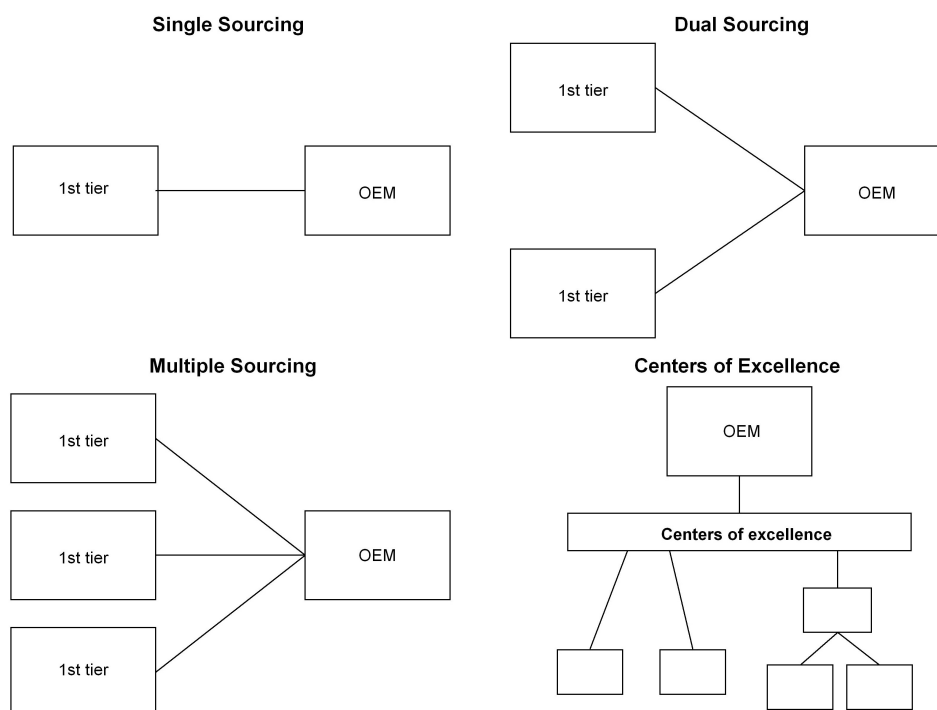 Single Sourcing
1st tier
OEM
Dual Sourcing
1st tier
1st tier
OEM
Multiple Sourcing
1st tier
1st tier
1st tier
OEM
Centers of Excellence
OEM
Centers of excellence